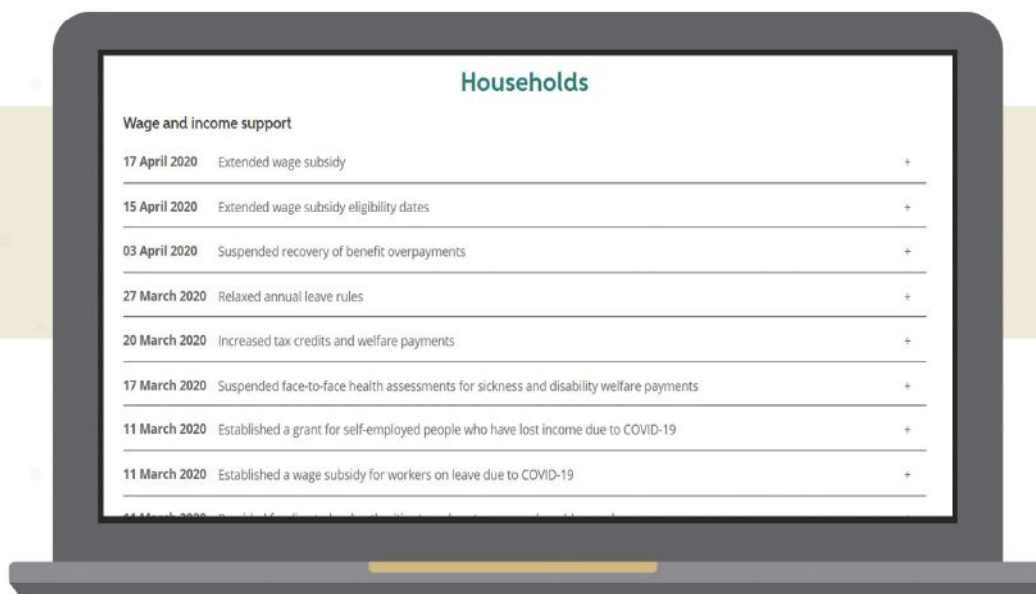 Households
Wage and income support
17 April 2020 Extended wage subsidy +
15 April 2020 Extended wage subsidy eligibility dates +
03 April 2020 Suspended recovery of benefit overpayments +
27 March 2020 Relaxed annual leave rules +
20 March 2020 Increased tax credits and welfare payments +
17 March 2020 Suspended face-to-face health assessments for sickness and disability welfare payments +
11 March 2020 Established a grant for self-employed people who have lost income due to COVID-19 +
11 March 2020 Established a wage subsidy for workers on leave due to COVID-19 +